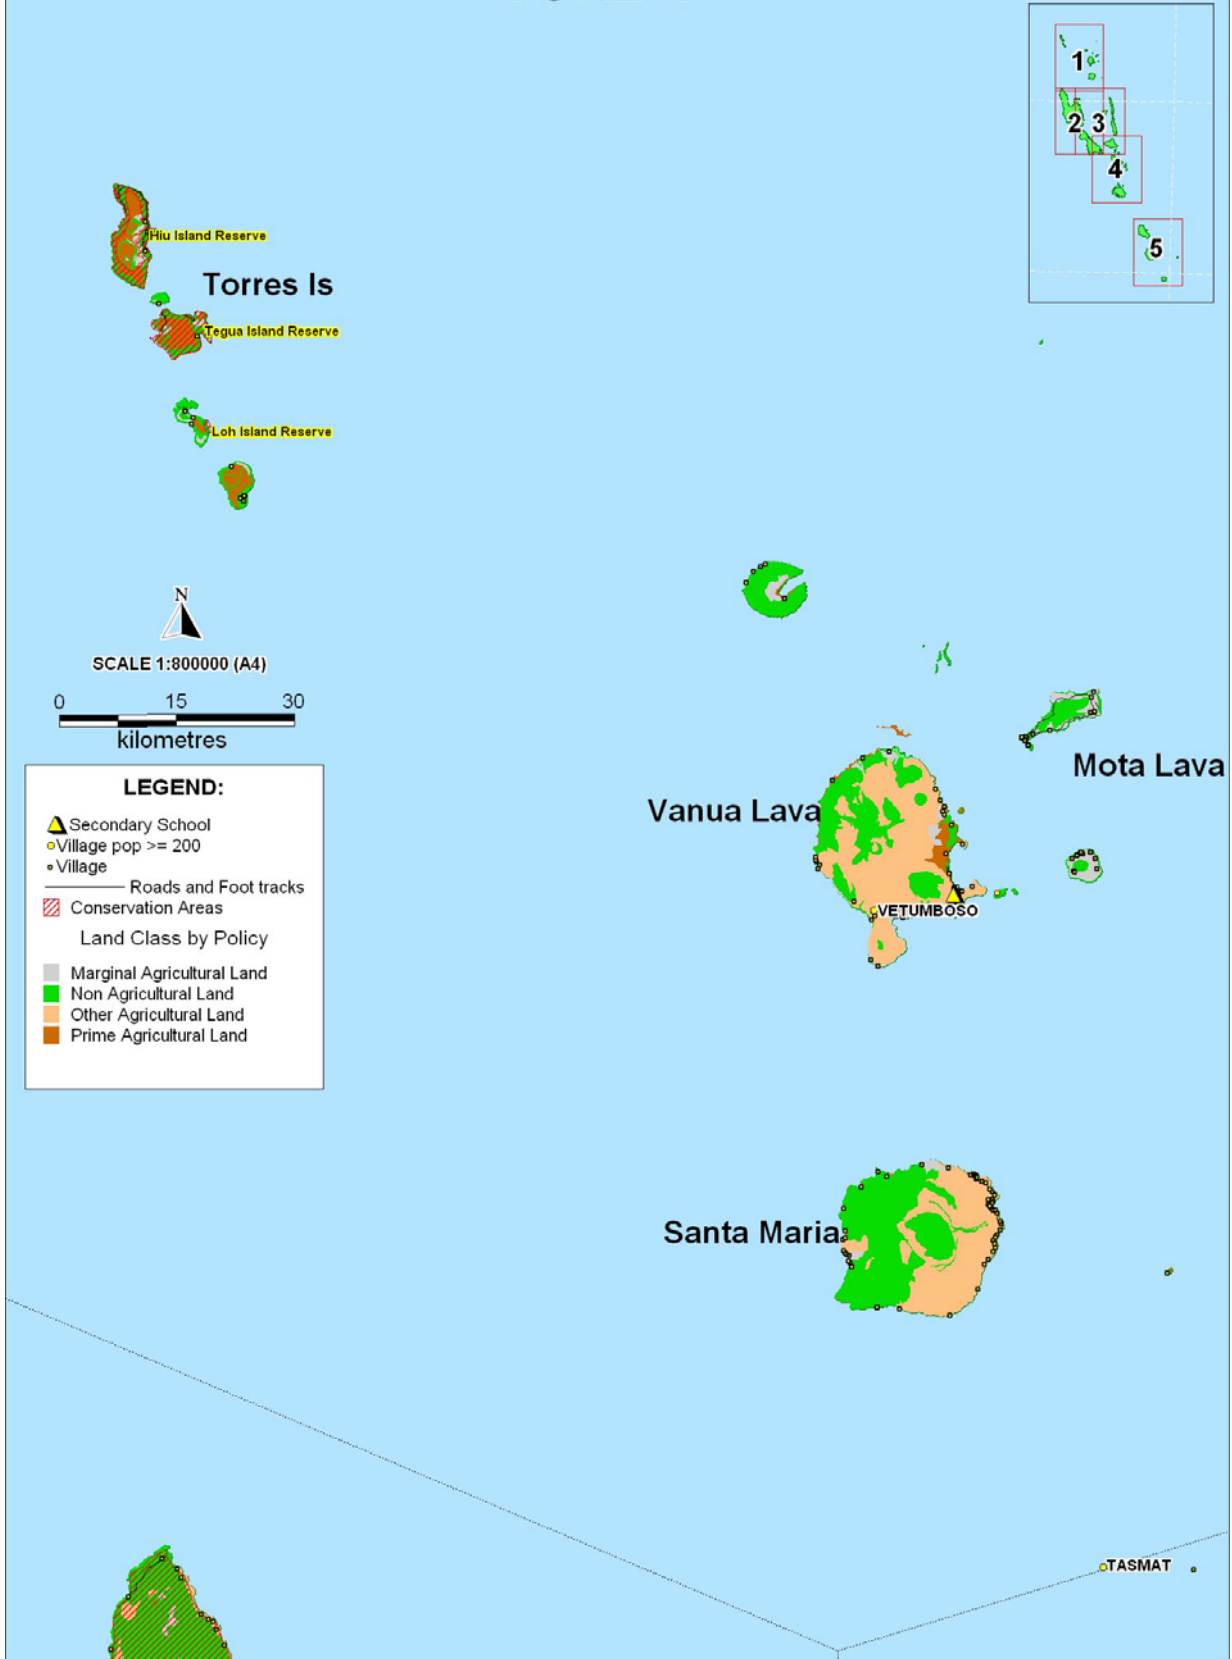 1
2 3
4
5
Hiu Island Reserve
Torres Is
Tegua Island Reserve
Loh Island Reserve
N
SCALE 1:800000 (A4)
0 15 30
kilometres
Mota Lava
Vanua Lava
VETUMBOSO
LEGEND:
Secondary School
Village pop >= 200
Village
Roads and Foot tracks
Conservation Areas
Land Class by Policy
Marginal Agricultural Land
Non Agricultural Land
Other Agricultural Land
Prime Agricultural Land
Santa Maria
TASMAT